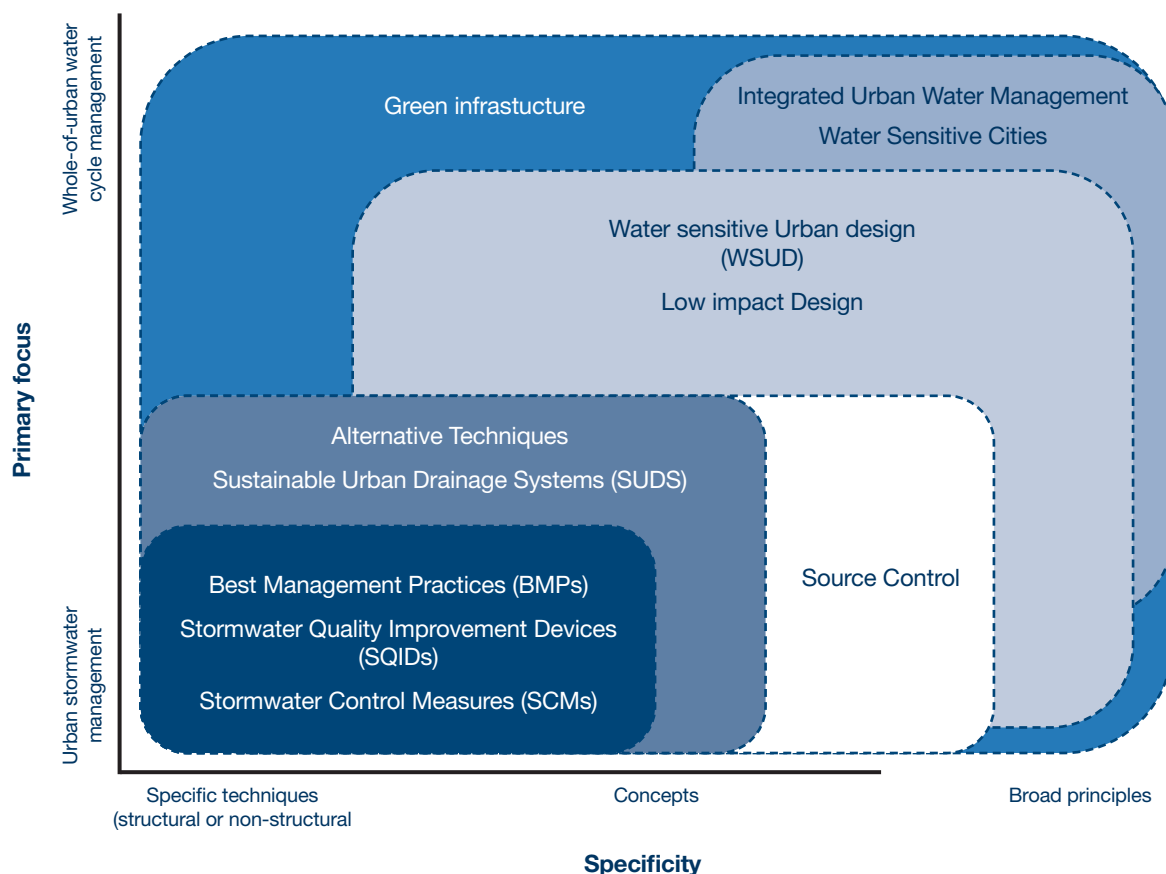 Whole-of-urban water
cycle management
Green infrastucture
Integrated Urban Water Management
Water Sensitive Cities
Water sensitive Urban design
(WSUD)
Low impact Design
Primary focus
Alternative Techniques
Sustainable Urban Drainage Systems (SUDS)
Source Control
Best Management Practices (BMPs)
Stormwater Quality Improvement Devices
(SQIDs)
Stormwater Control Measures (SCMs)
Urban stormwater
management
Specific techniques
(structural or non-structural
Concepts
Broad principles
Specificity